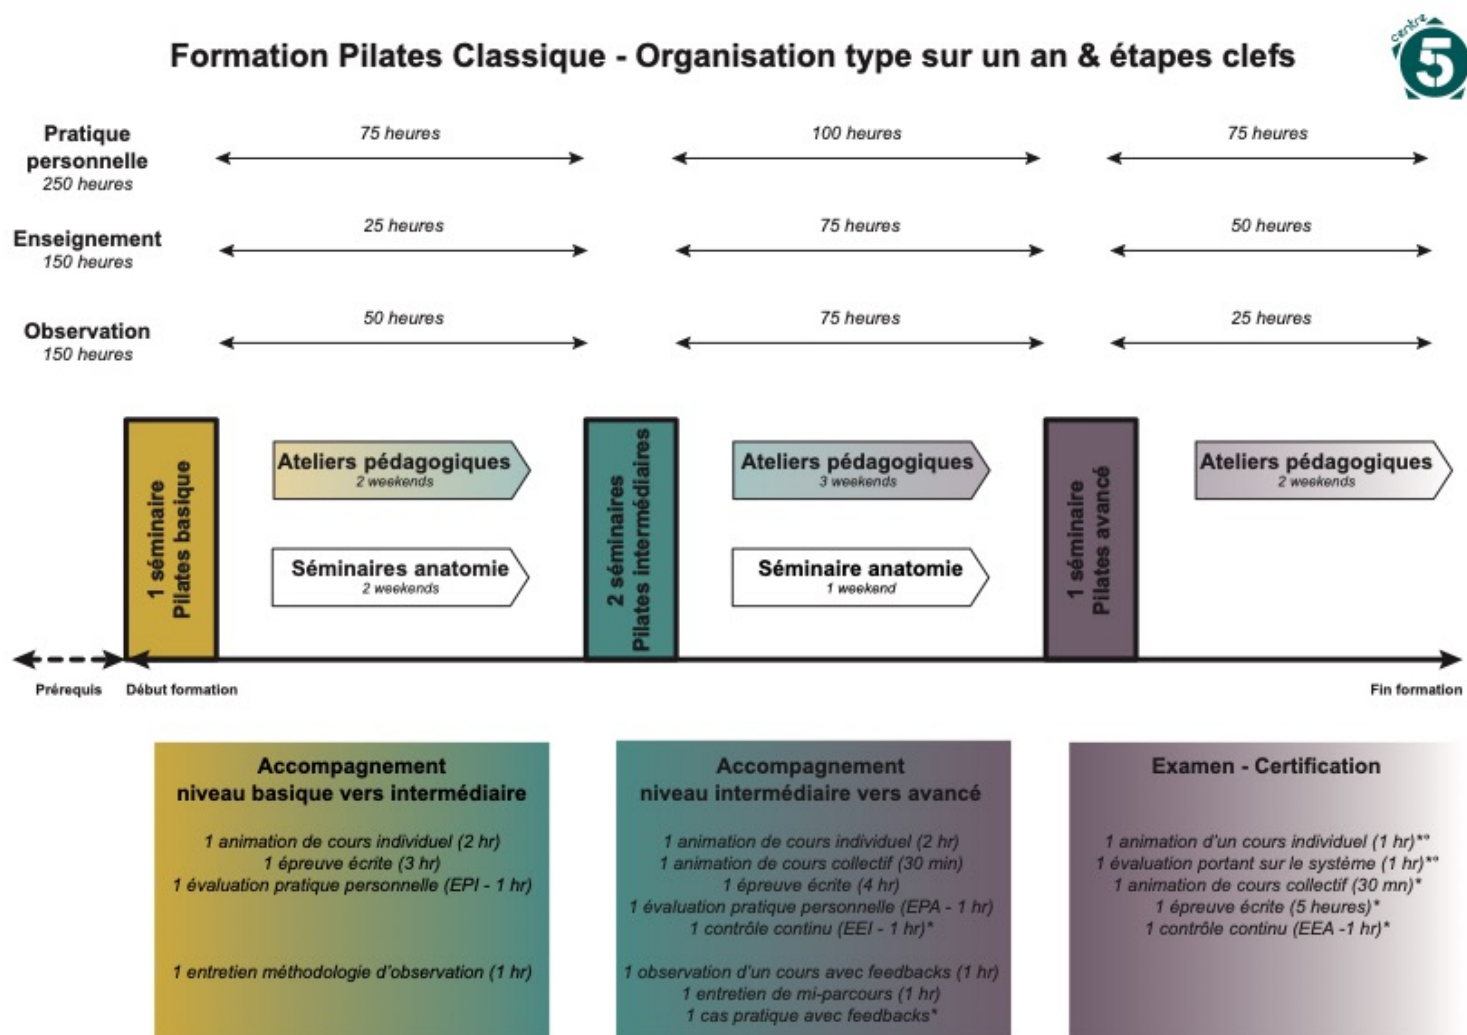 Formation Pilates Classique - Organisation type sur un an & étapes clefs
centre
5
Pratique
personnelle
250 heures
75 heures
100 heures
75 heures
Enseignement
150 heures
25 heures
75 heures
50 heures
Observation
150 heures
50 heures
75 heures
25 heures
1 séminaire
Pilates basique
Ateliers pédagogiques
2 weekends
Séminaires anatomie
2 weekends
2 séminaires
Pilates intermédiaires
Ateliers pédagogiques
3 weekends
Séminaire anatomie
1 weekend
1 séminaire
Pilates avancé
Ateliers pédagogiques
2 weekends
Prérequis
Début formation
Fin formation
Accompagnement
niveau basique vers intermédiaire
1 animation de cours individuel (2 hr)
1 épreuve écrite (3 hr)
1 évaluation pratique personnelle (EPI - 1 hr)
1 entretien méthodologie d'observation (1 hr)
Accompagnement
niveau intermédiaire vers avancé
1 animation de cours individuel (2 hr)
1 animation de cours collectif (30 min)
1 épreuve écrite (4 hr)
1 évaluation pratique personnelle (EPA - 1 hr)
1 contrôle continu (EEI - 1 hr)*
1 observation d'un cours avec feedbacks (1 hr)
1 entretien de mi-parcours (1 hr)
1 cas pratique avec feedbacks*
Examen - Certification
1 animation d'un cours individuel (1 hr)*°
1 évaluation portant sur le système (1 hr)*°
1 animation de cours collectif (30 mn)*
1 épreuve écrite (5 heures)*
1 contrôle continu (EEA -1 hr)*